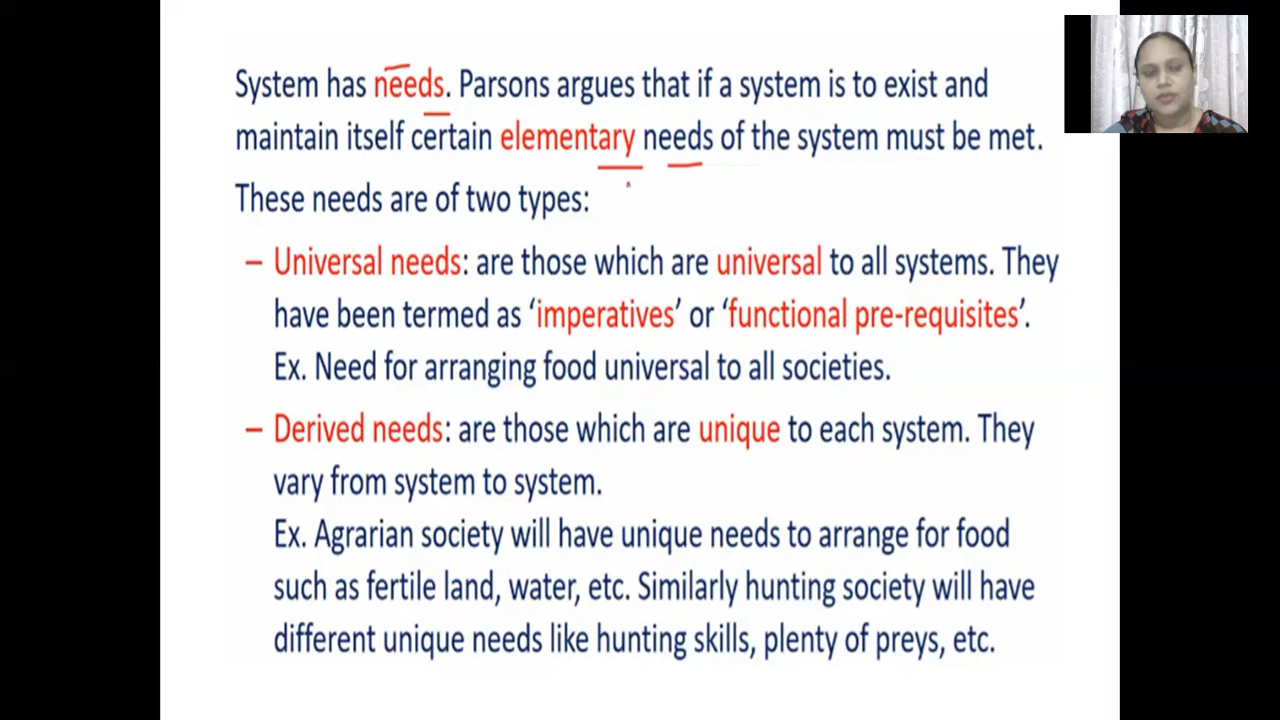 System has needs. Parsons argues that if a system is to exist and
maintain itself certain elementary needs of the system must be met.
These needs are of two types:
– Universal needs: are those which are universal to all systems. They
have been termed as ‘imperatives’ or ‘functional pre-requisites’.
Ex. Need for arranging food universal to all societies.
– Derived needs: are those which are unique to each system. They
vary from system to system.
Ex. Agrarian society will have unique needs to arrange for food
such as fertile land, water, etc. Similarly hunting society will have
different unique needs like hunting skills, plenty of preys, etc.